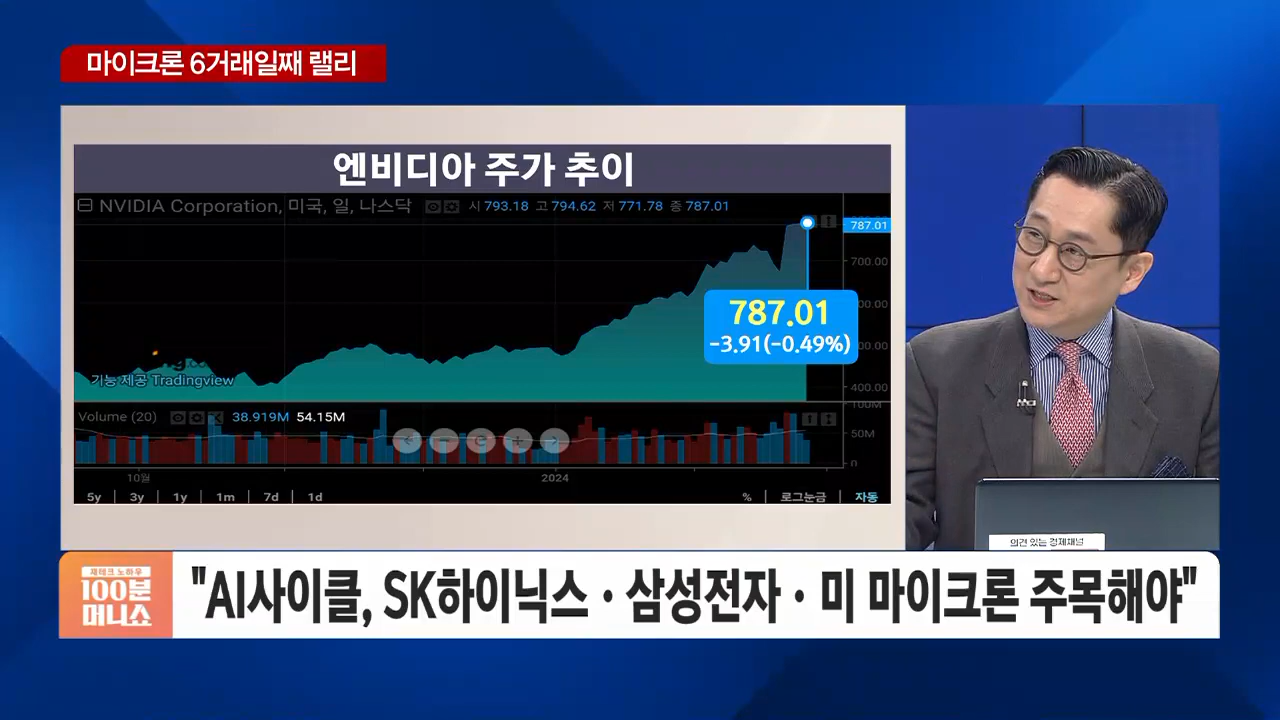 마이크론 6거래일째 랠리
엔비디아 주가 추이
NVIDIA Corporation, 미국, 일, 나스닥 시 793.18 고 794.62 저 771.78 종 787.01
787.01
700.00
787.01
-3.91(-0.49%)
400.00
기능 제공 Tradingview
Volume (20) 38.919M 54.15M
100M
50M
0
10월 2024
5y 3y 1y 1m 7d 1d % 로그눈금 자동
의견 있는 경제채널
재테크 노하우
100분
머니쇼
"AI사이클, SK하이닉스·삼성전자·미 마이크론 주목해야"